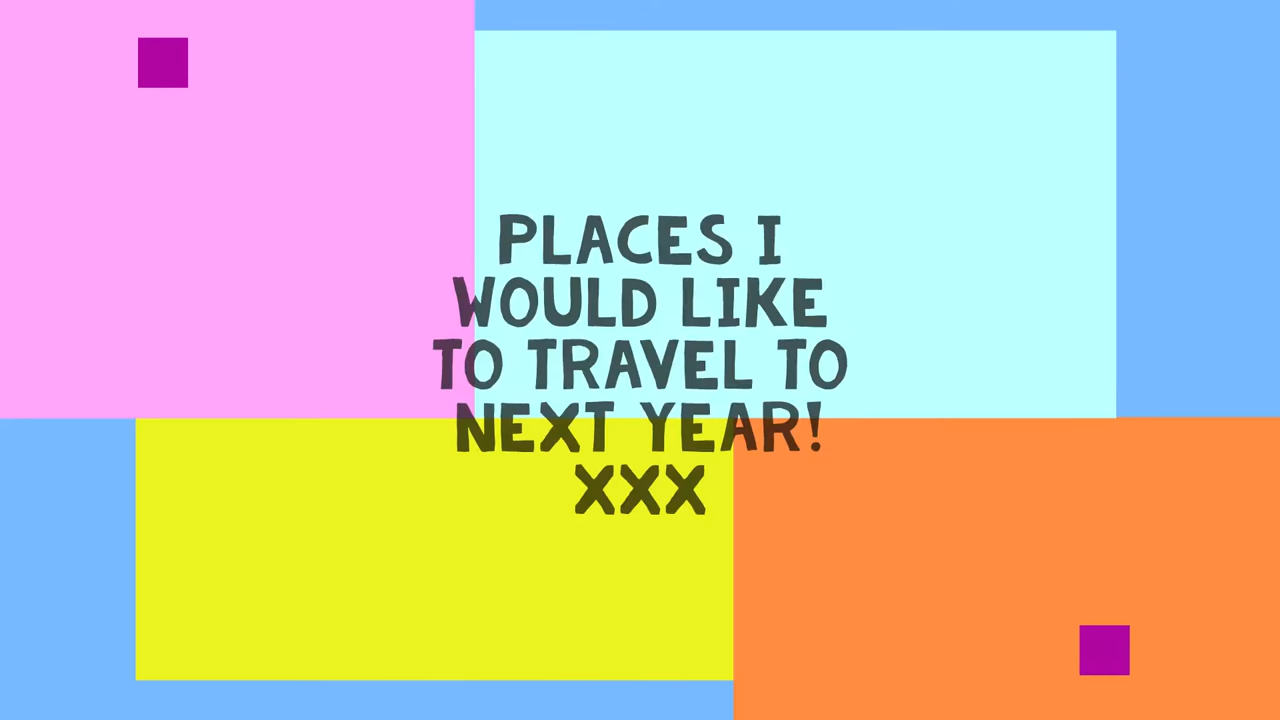 PLACES I
WOULD LIKE
TO TRAVEL TO
NEXT YEAR!
XXX